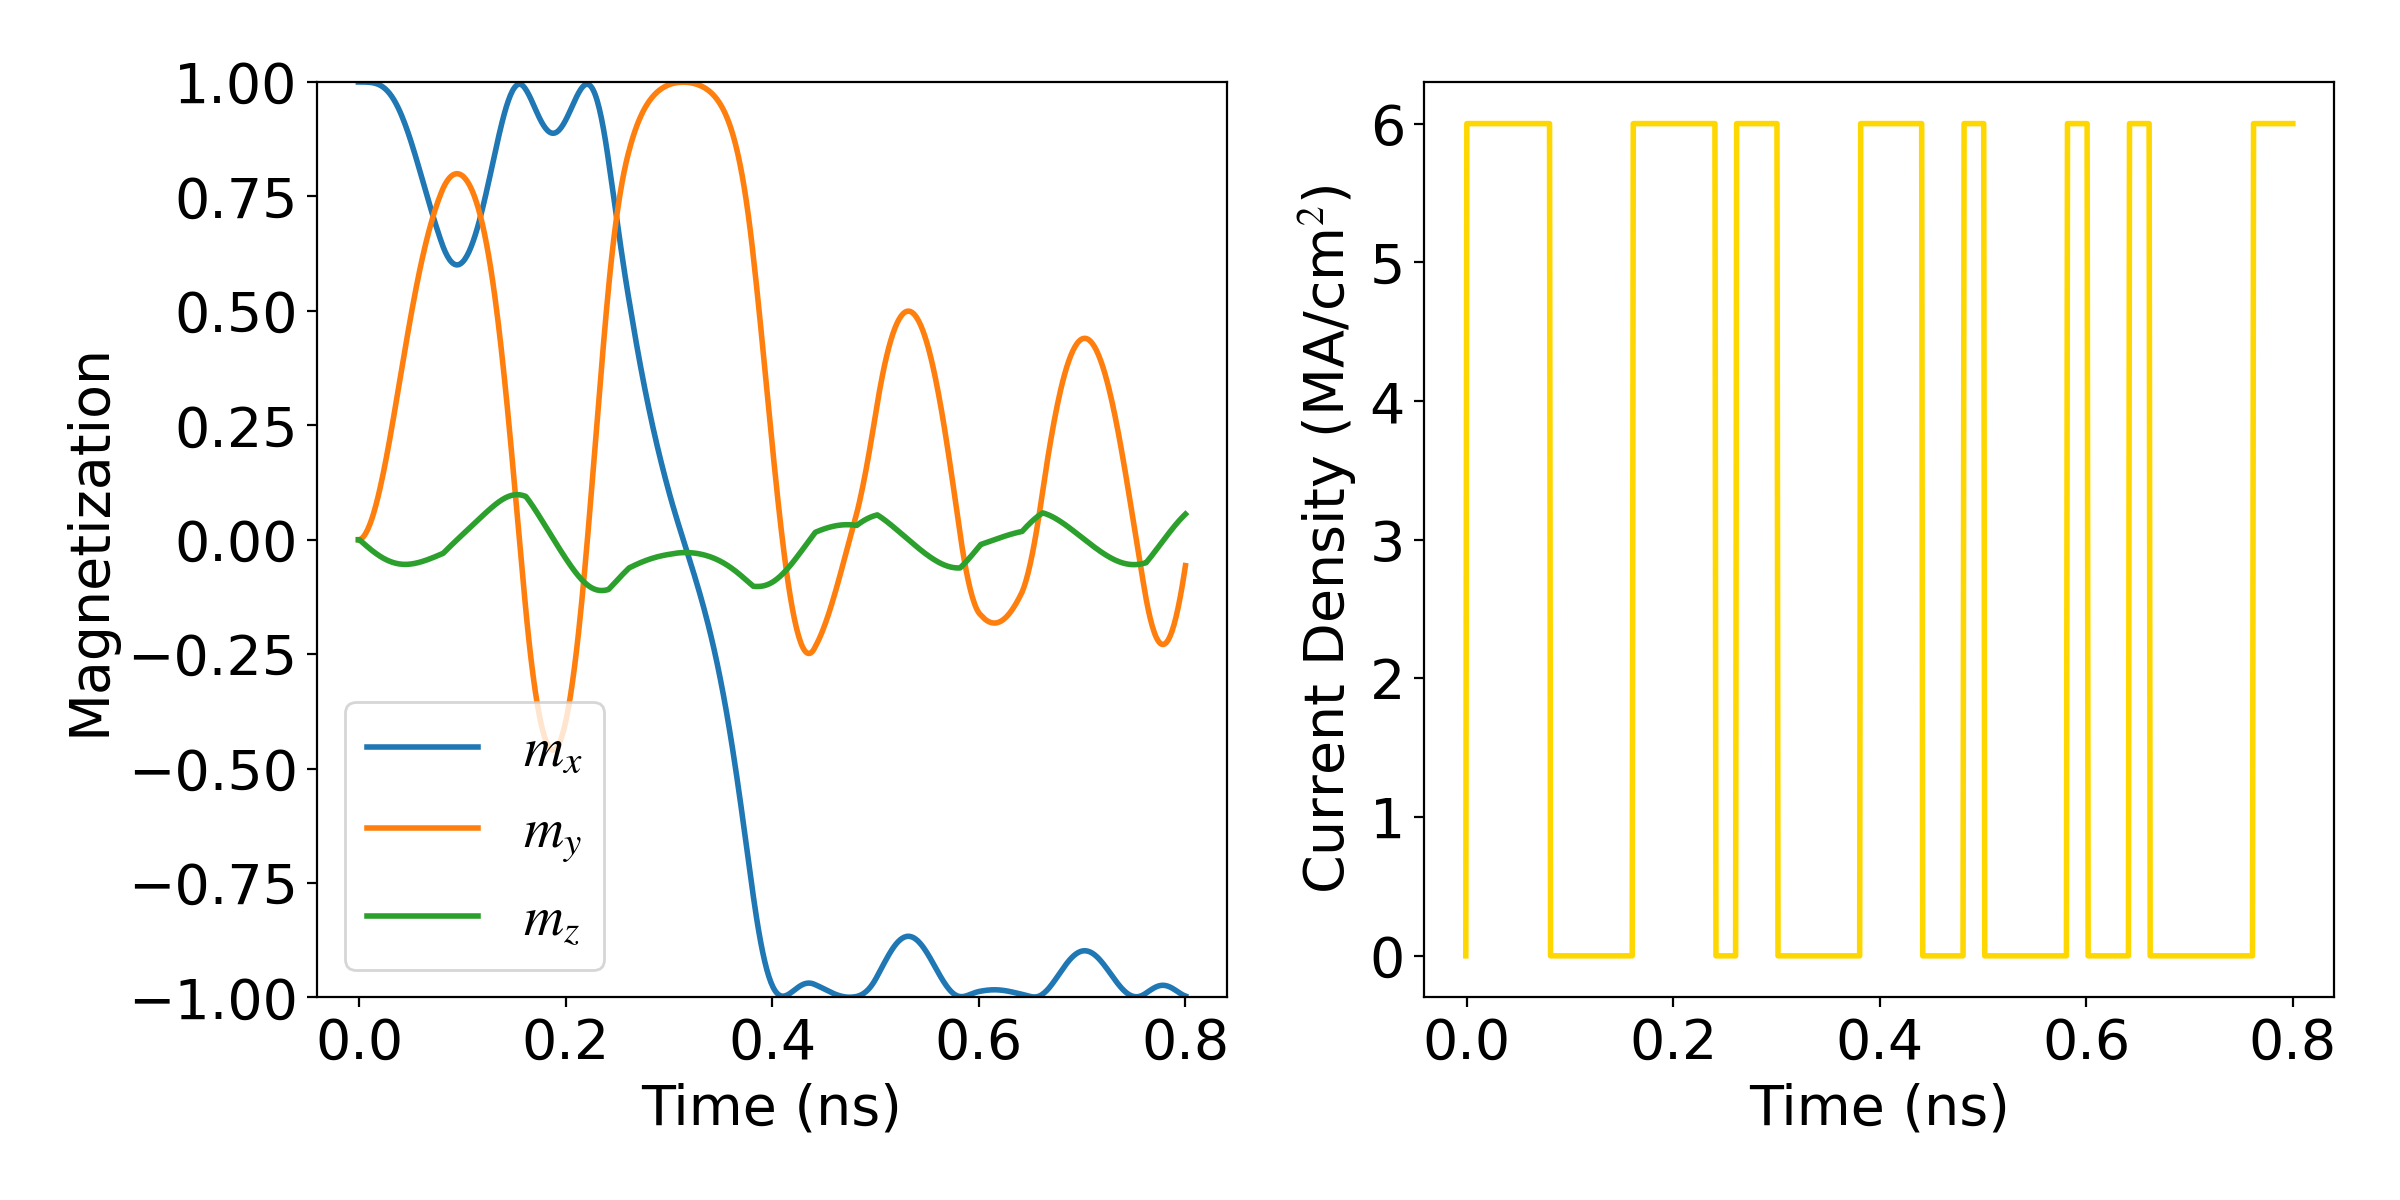 Magnetization
1.00
0.75
0.50
0.25
0.00
−0.25
−0.50
−0.75
−1.00
m_x
m_y
m_z
0.0 0.2 0.4 0.6 0.8
Time (ns)
Current Density (MA/cm²)
6
5
4
3
2
1
0
0.0 0.2 0.4 0.6 0.8
Time (ns)